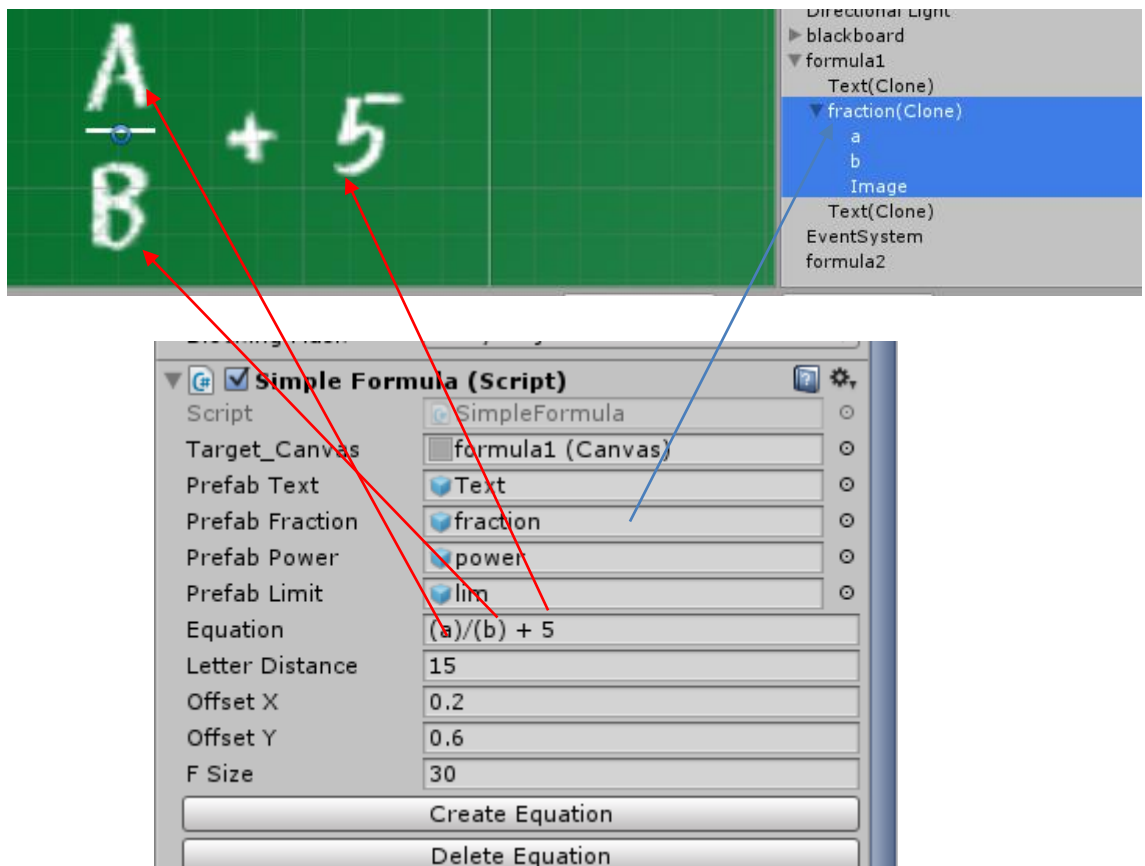 A
B
+ 5
Directional Light
blackboard
formula1
Text(Clone)
fraction(Clone)
a
b
Image
Text(Clone)
EventSystem
formula2
Simple Formula (Script)
Script SimpleFormula
Target_Canvas formula1 (Canvas)
Prefab Text Text
Prefab Fraction fraction
Prefab Power power
Prefab Limit lim
Equation (a)/(b) + 5
Letter Distance 15
Offset X 0.2
Offset Y 0.6
F Size 30
Create Equation
Delete Equation